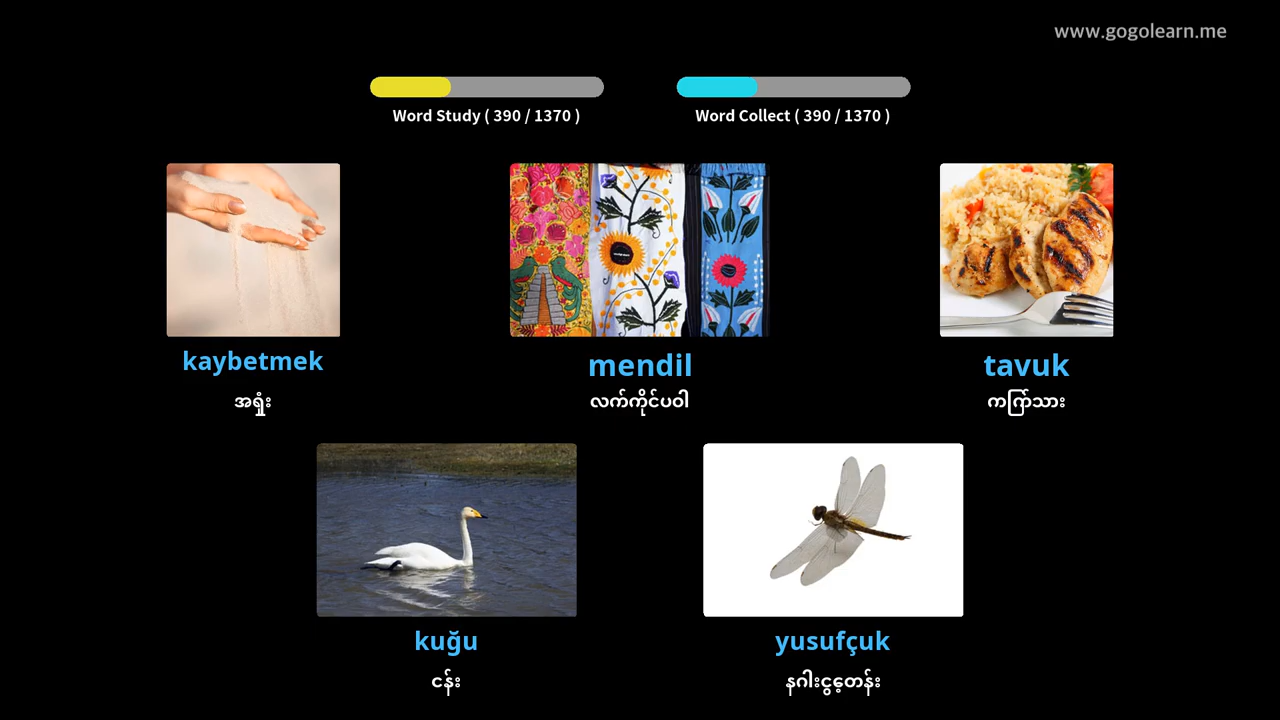 www.gogolearn.me
Word Study ( 390 / 1370 )
Word Collect ( 390 / 1370 )
kaybetmek
mendil
tavuk
အရှုံး
လက်ကိုင်ပဝါ
ကြက်သား
kuğu
yusufçuk
ငန်း
နဂါးငွေ့တန်း